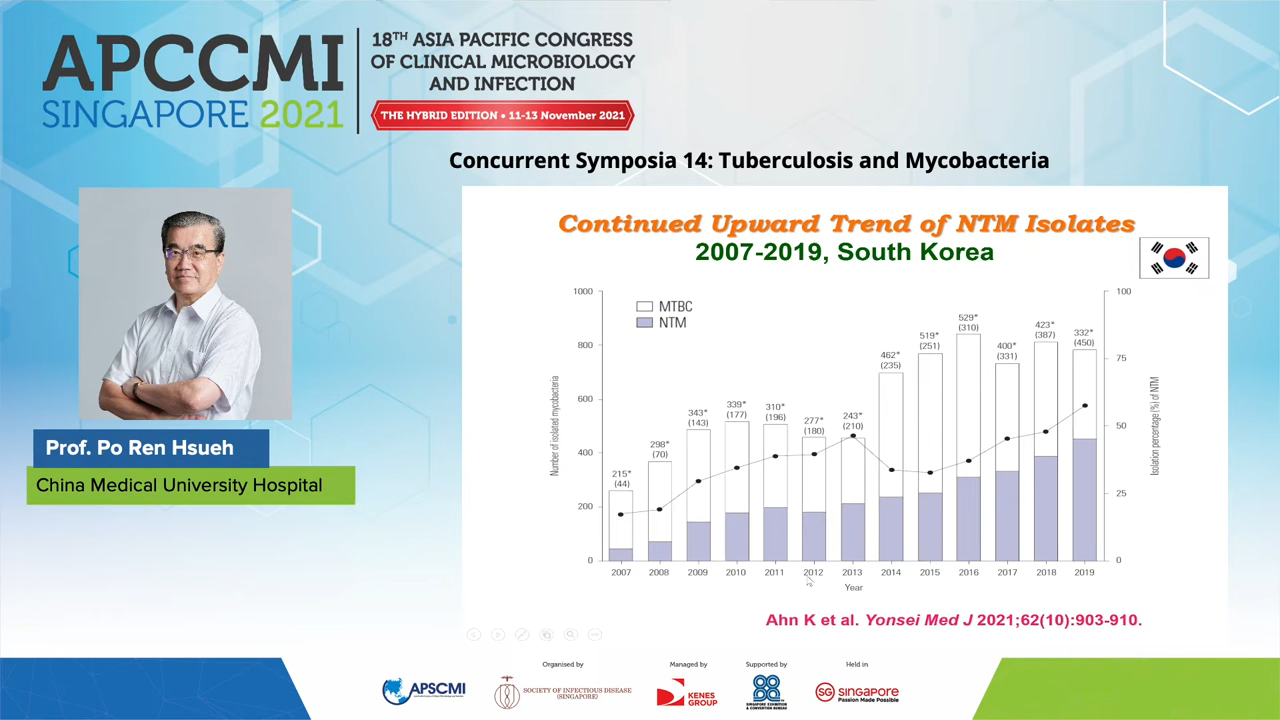 APCCMI
SINGAPORE 2021
18TH ASIA PACIFIC CONGRESS
OF CLINICAL MICROBIOLOGY
AND INFECTION
THE HYBRID EDITION • 11-13 November 2021
Concurrent Symposia 14: Tuberculosis and Mycobacteria
Prof. Po Ren Hsueh
China Medical University Hospital
Continued Upward Trend of NTM Isolates
2007-2019, South Korea
MTBC
NTM
Number of isolated mycobacteria
1000
800
600
400
200
0
215*
(44)
298*
(70)
343*
(143)
339*
(177)
310*
(196)
277*
(180)
243*
(210)
462*
(235)
519*
(251)
529*
(310)
400*
(331)
423*
(387)
332*
(450)
100
75
50
25
0
Isolation percentage (%) of NTM
2007 2008 2009 2010 2011 2012 2013 2014 2015 2016 2017 2018 2019
Year
Ahn K et al. Yonsei Med J 2021;62(10):903-910.
Organised by
Managed by
Supported by
Held in
APSCMI
SOCIETY OF INFECTIOUS DISEASE
(SINGAPORE)
KENES
GROUP
SINGAPORE EXHIBITION
& CONVENTION BUREAU
SG singapore
Passion Made Possible